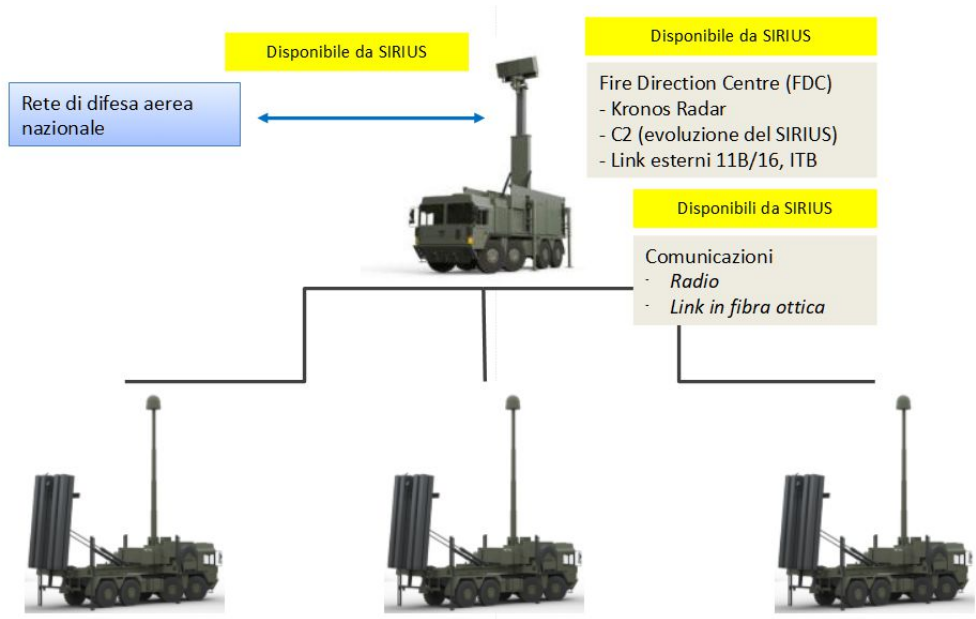 Disponibile da SIRIUS
Disponibile da SIRIUS
Rete di difesa aerea
nazionale
Fire Direction Centre (FDC)
- Kronos Radar
- C2 (evoluzione del SIRIUS)
- Link esterni 11B/16, ITB
Disponibili da SIRIUS
Comunicazioni
- Radio
- Link in fibra ottica